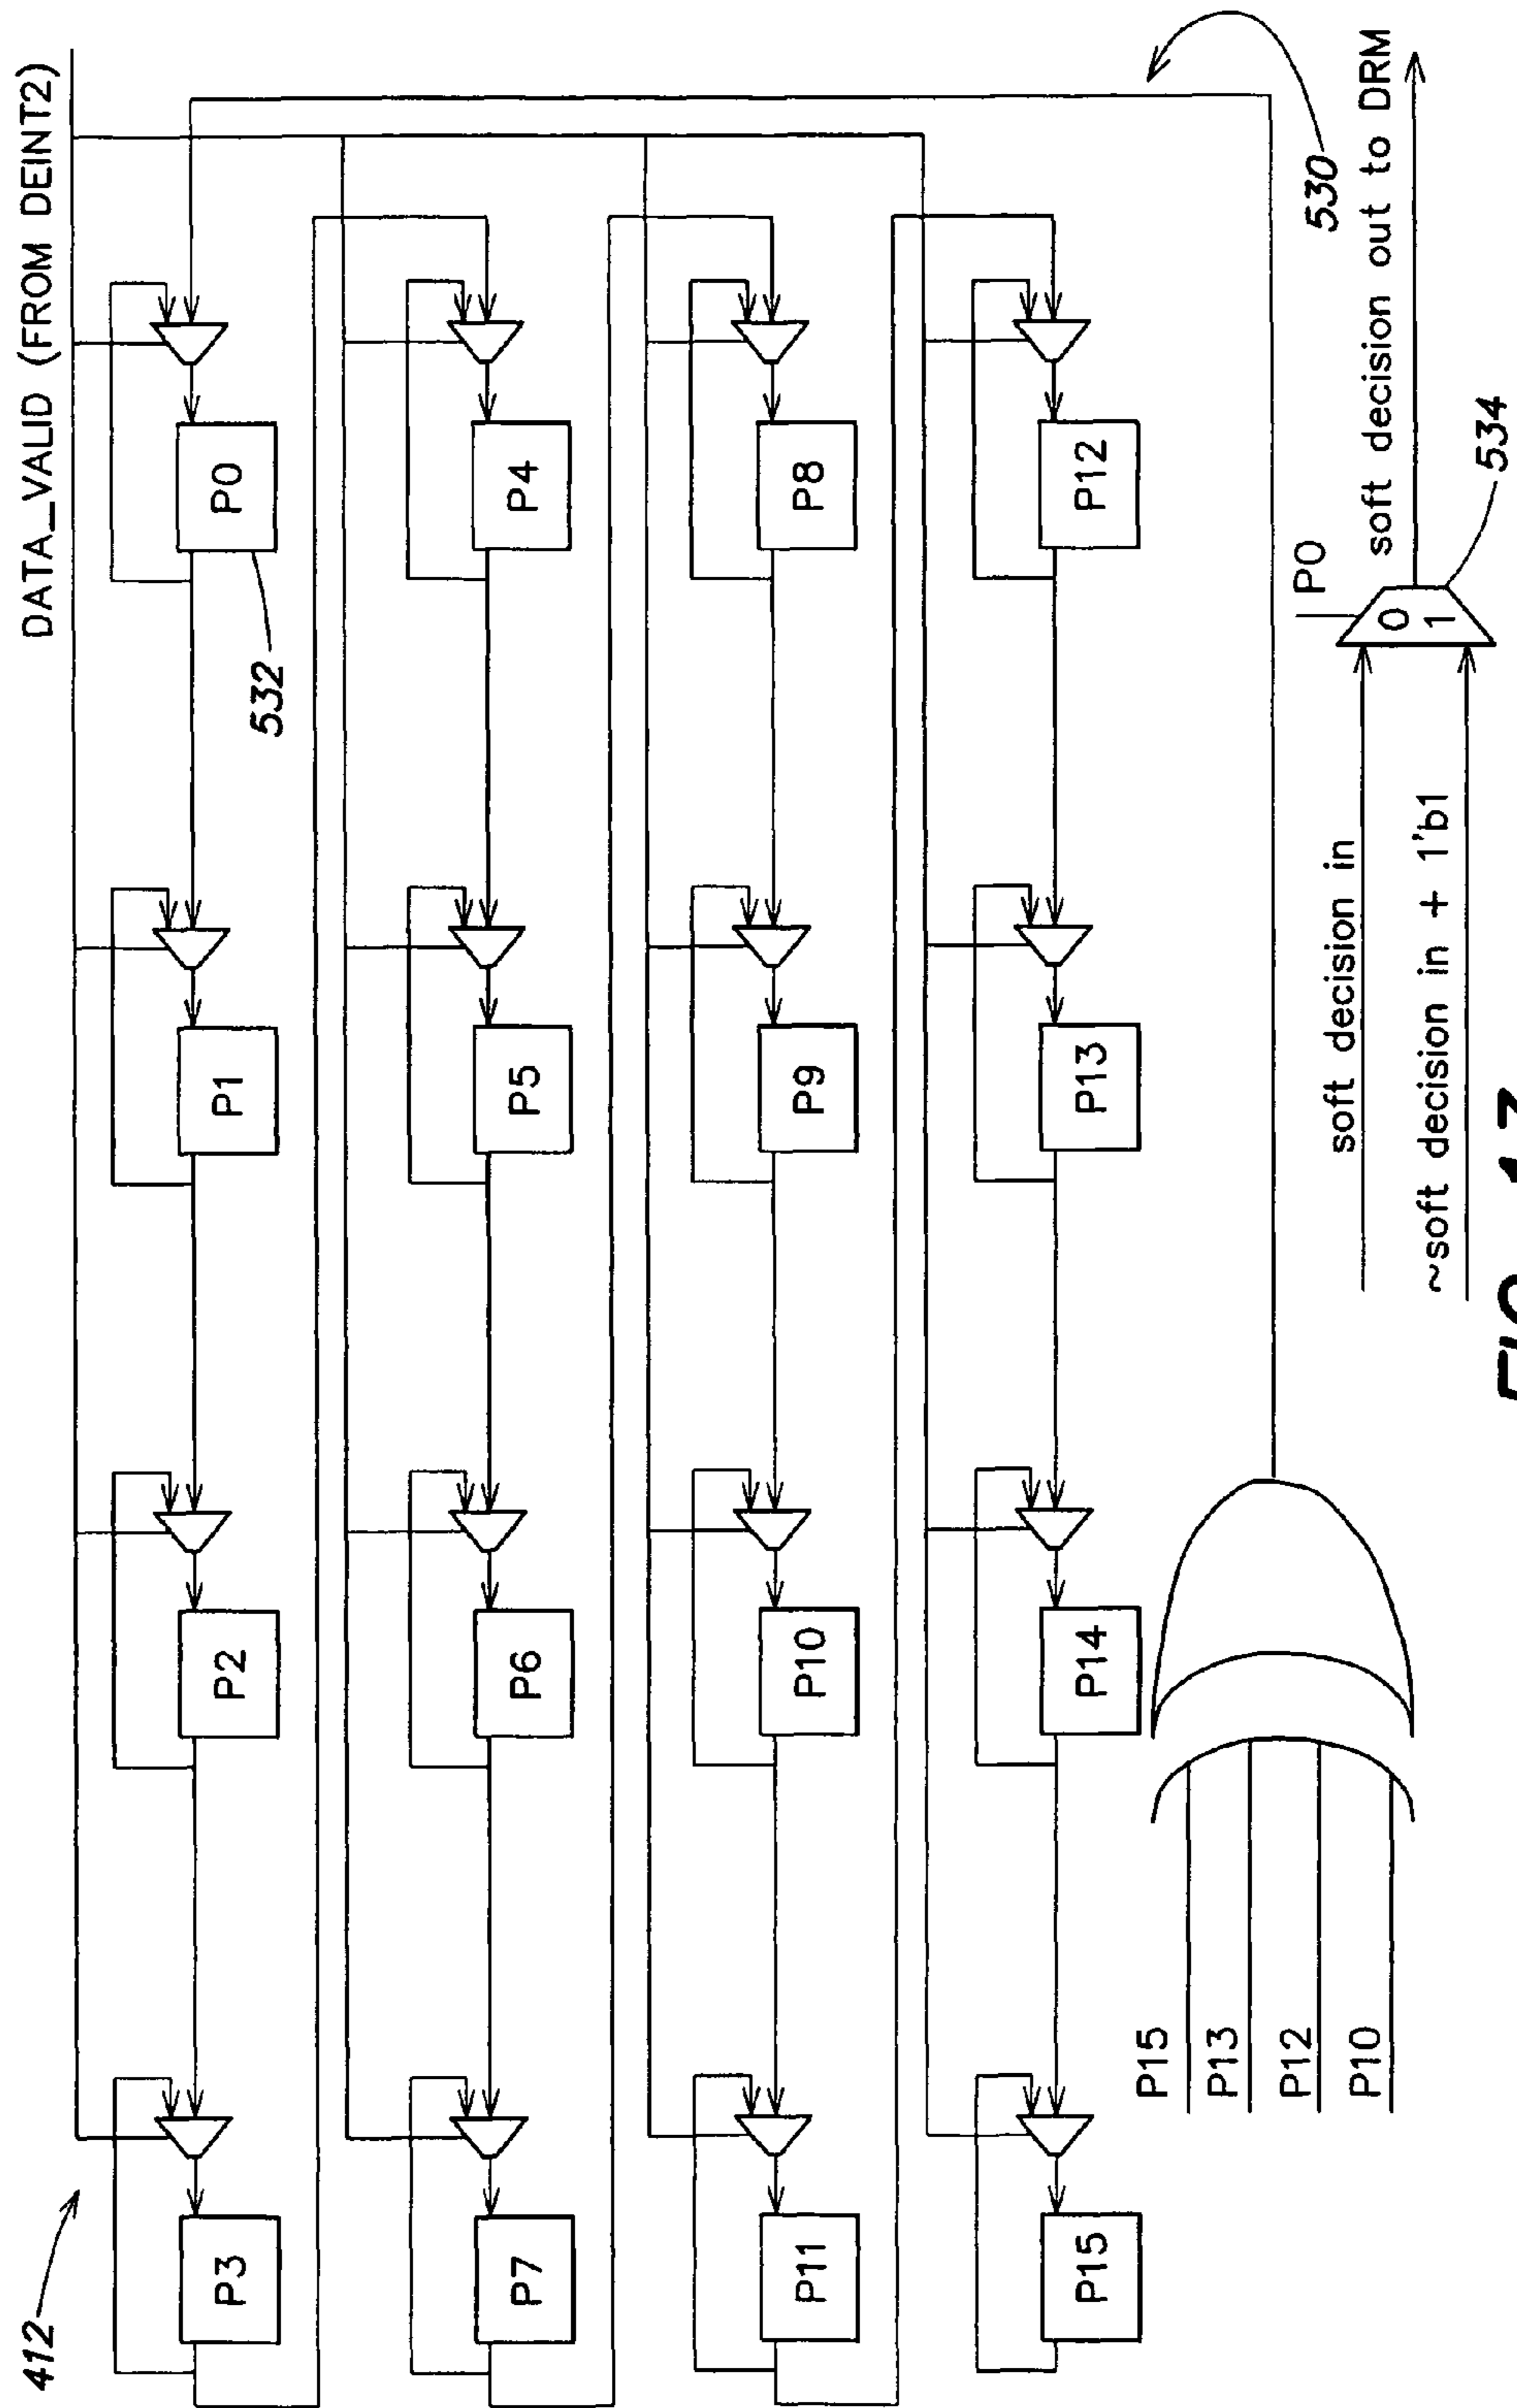 412
DATA_VALID (FROM DEINT2)
P3 P2 P1 P0
532
P7 P6 P5 P4
P11 P10 P9 P8
P15 P14 P13 P12
P15
P13
P12
P10
530
P0
soft decision in
soft decision out to DRM
0
1
~soft decision in + 1'b1
534